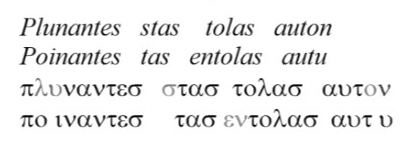 Plunantes stas tolas auton
Poinantes tas entolas autu
πλυναντεσ στασ τολασ αυτον
πο ιναντεσ τασ εντολασ αυτ υ